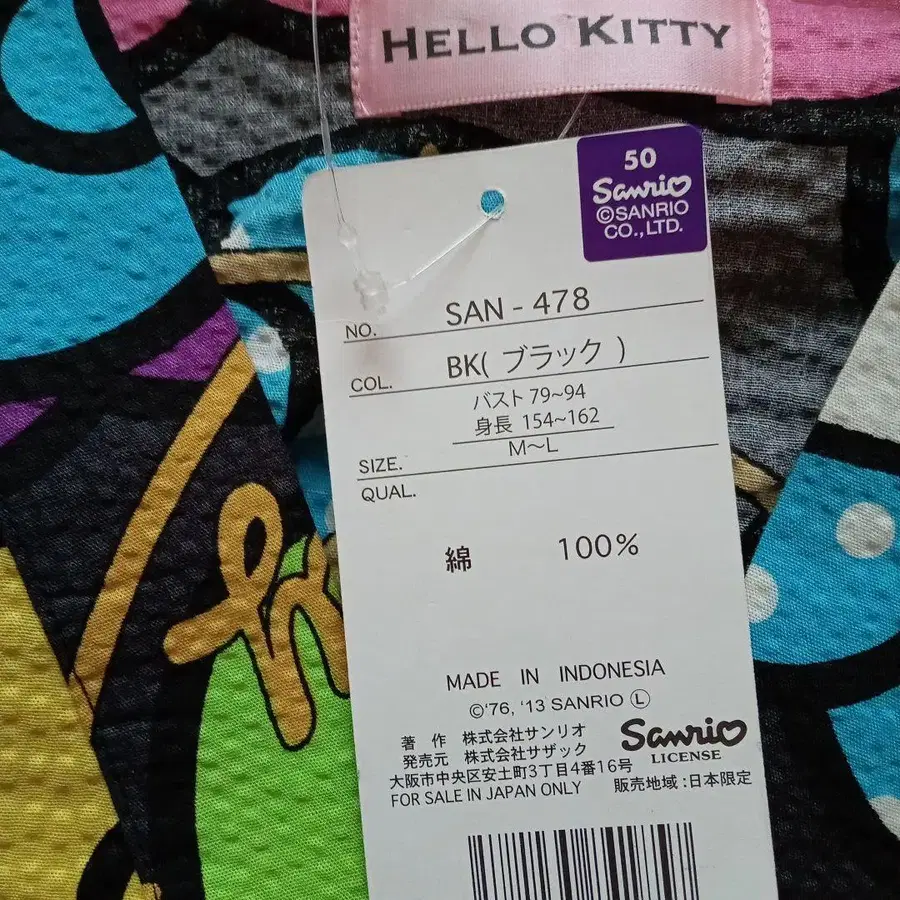 HELLO KITTY
50
Sanrio
©SANRIO
CO., LTD.
NO. SAN - 478
COL. BK( ブラック )
バスト 79~94
身長 154~162
SIZE. M~L
QUAL.
綿 100%
MADE IN INDONESIA
©'76, '13 SANRIO Ⓛ
著 作 株式会社サンリオ
発売元 株式会社サザック
Sanrio
LICENSE
大阪市中央区安土町3丁目4番16号
FOR SALE IN JAPAN ONLY 販売地域:日本限定